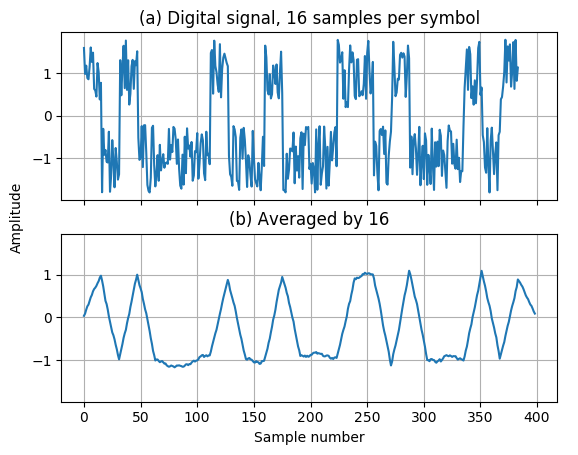 (a) Digital signal, 16 samples per symbol
1
0
−1
Amplitude
(b) Averaged by 16
1
0
−1
0 50 100 150 200 250 300 350 400
Sample number